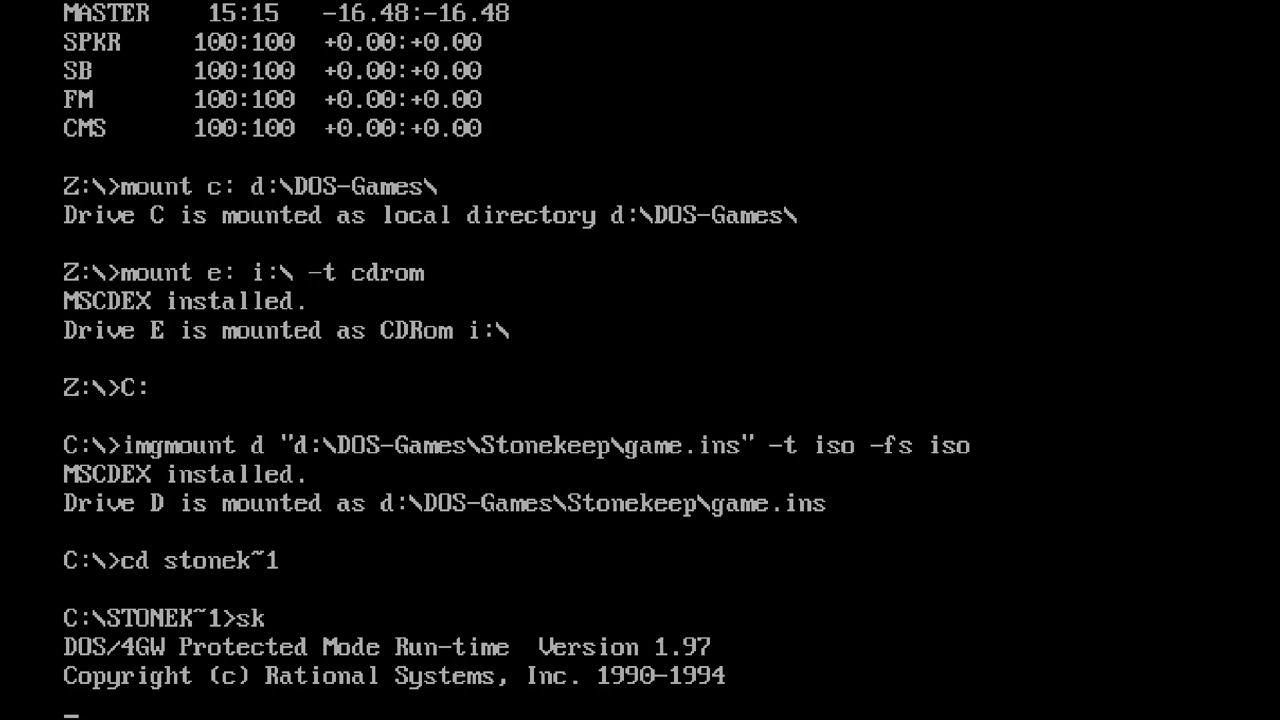 MASTER 15:15 -16.48:-16.48
SPKR 100:100 +0.00:+0.00
SB 100:100 +0.00:+0.00
FM 100:100 +0.00:+0.00
CMS 100:100 +0.00:+0.00
Z:\>mount c: d:\DOS-Games\
Drive C is mounted as local directory d:\DOS-Games\
Z:\>mount e: i:\ -t cdrom
MSCDEX installed.
Drive E is mounted as CDRom i:\
Z:\>C:
C:\>imgmount d "d:\DOS-Games\Stonekeep\game.ins" -t iso -fs iso
MSCDEX installed.
Drive D is mounted as d:\DOS-Games\Stonekeep\game.ins
C:\>cd stonek~1
C:\STONEK~1>sk
DOS/4GW Protected Mode Run-time  Version 1.97
Copyright (c) Rational Systems, Inc. 1990-1994
_